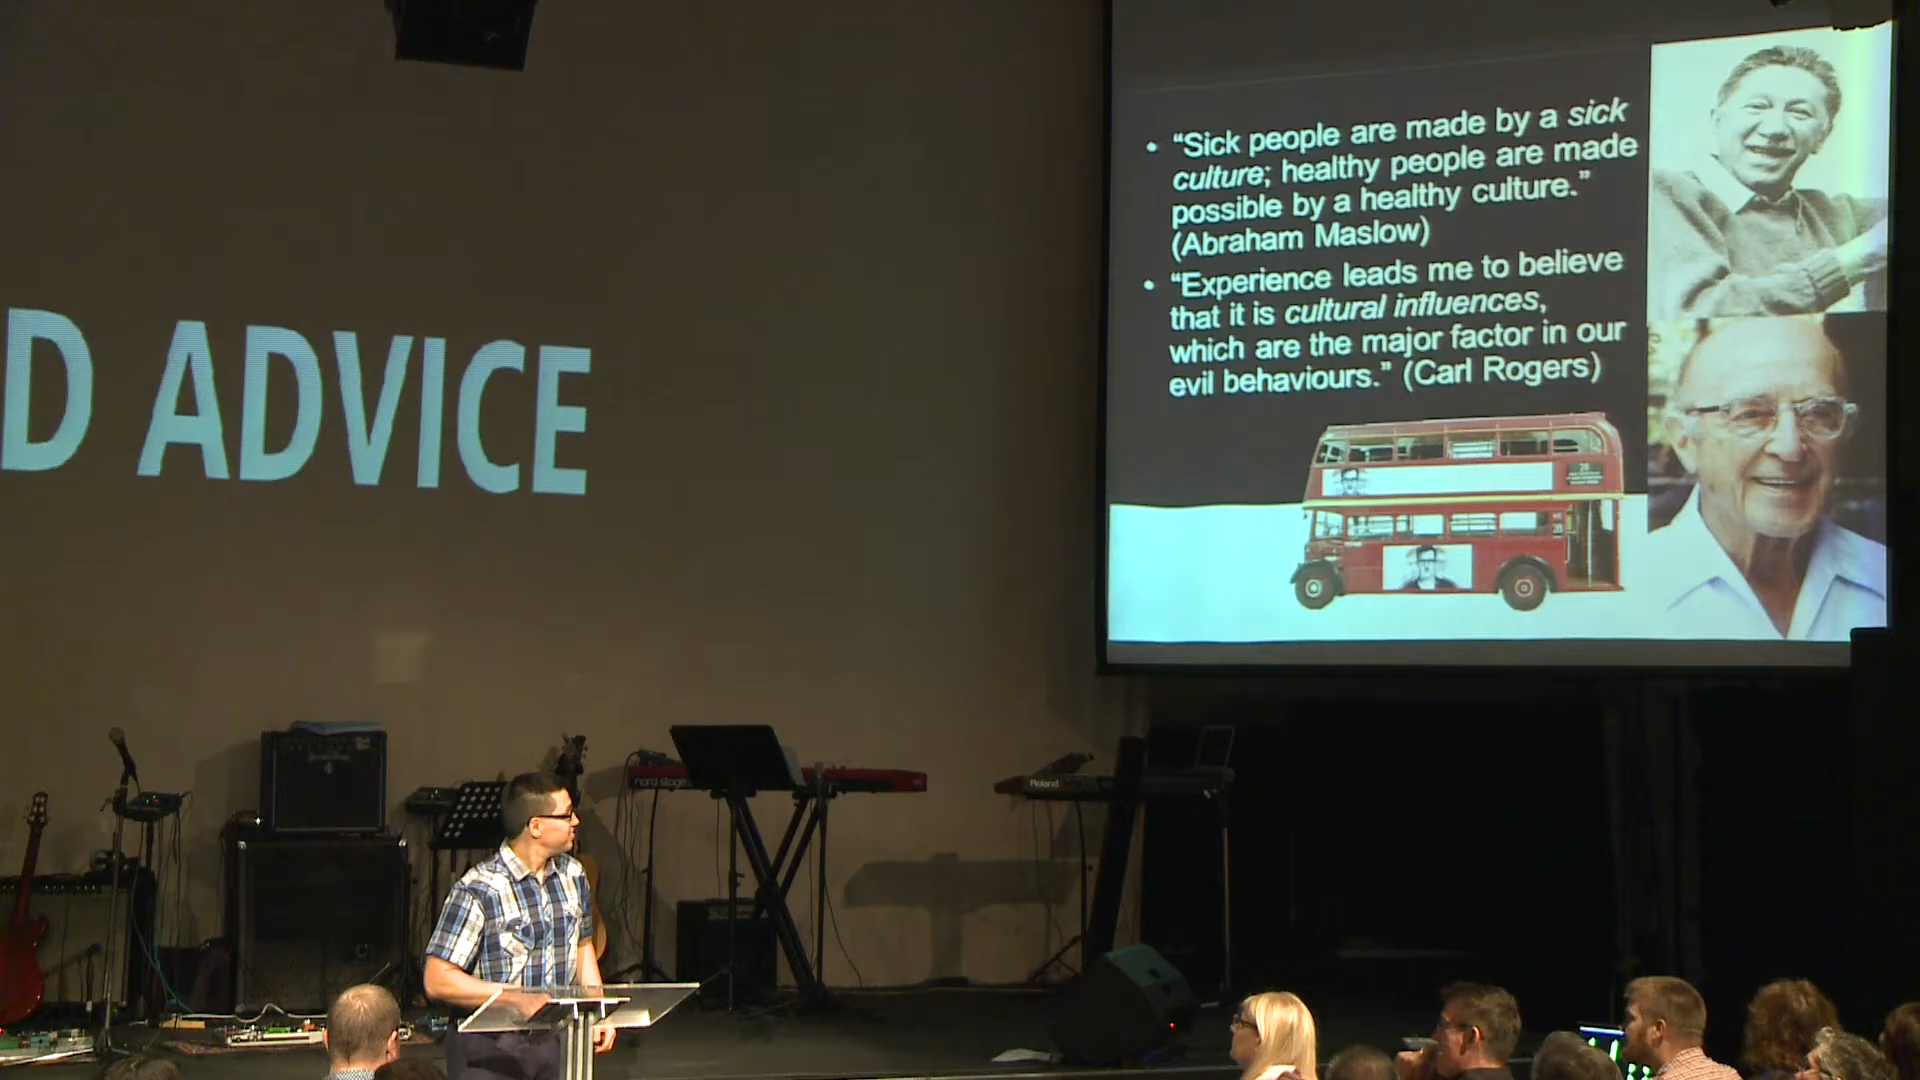 D ADVICE
• “Sick people are made by a sick
culture; healthy people are made
possible by a healthy culture.”
(Abraham Maslow)
• “Experience leads me to believe
that it is cultural influences,
which are the major factor in our
evil behaviours.” (Carl Rogers)
nord stage
Roland